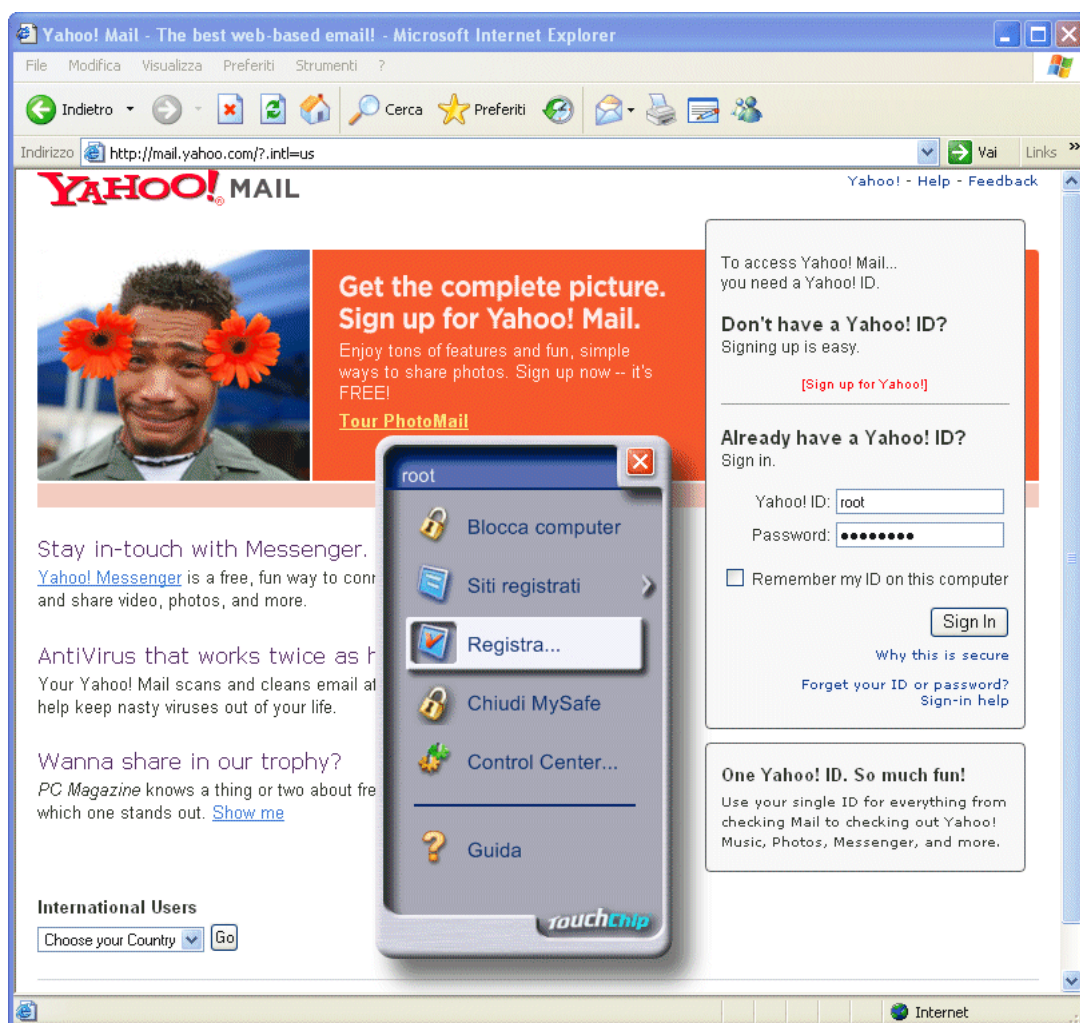 Yahoo! Mail - The best web-based email! - Microsoft Internet Explorer
File Modifica Visualizza Preferiti Strumenti ?
Indietro Cerca Preferiti
Indirizzo http://mail.yahoo.com/?.intl=us Vai Links »
YAHOO! MAIL
Yahoo! - Help - Feedback
Get the complete picture.
Sign up for Yahoo! Mail.
Enjoy tons of features and fun, simple
ways to share photos. Sign up now -- it's
FREE!
Tour PhotoMail
To access Yahoo! Mail...
you need a Yahoo! ID.
Don't have a Yahoo! ID?
Signing up is easy.
[Sign up for Yahoo!]
Already have a Yahoo! ID?
Sign in.
Yahoo! ID: root
Password: ●●●●●●●●
Remember my ID on this computer
Sign In
Why this is secure
Forget your ID or password?
Sign-in help
One Yahoo! ID. So much fun!
Use your single ID for everything from
checking Mail to checking out Yahoo!
Music, Photos, Messenger, and more.
Stay in-touch with Messenger.
Yahoo! Messenger is a free, fun way to conn
and share video, photos, and more.
AntiVirus that works twice as h
Your Yahoo! Mail scans and cleans email at
help keep nasty viruses out of your life.
Wanna share in our trophy?
PC Magazine knows a thing or two about fre
which one stands out. Show me
International Users
Choose your Country Go
root
Blocca computer
Siti registrati
Registra...
Chiudi MySafe
Control Center...
Guida
TouchChip
Internet